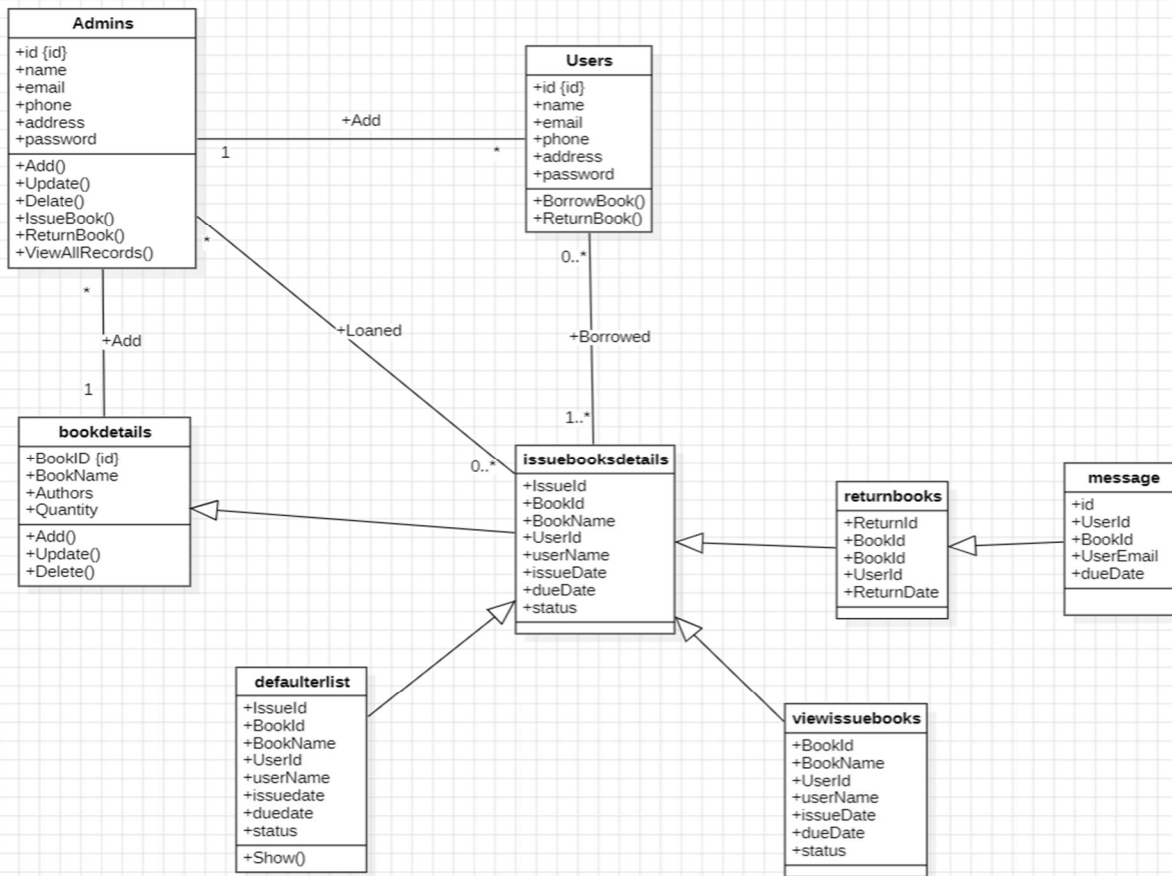 Admins
+id {id}
+name
+email
+phone
+address
+password
+Add()
+Update()
+Delate()
+IssueBook()
+ReturnBook()
+ViewAllRecords()
+Add
1
*
Users
+id {id}
+name
+email
+phone
+address
+password
+BorrowBook()
+ReturnBook()
*
+Add
1
*
+Loaned
0..*
0..*
+Borrowed
1..*
bookdetails
+BookID {id}
+BookName
+Authors
+Quantity
+Add()
+Update()
+Delete()
issuebooksdetails
+IssueId
+BookId
+BookName
+UserId
+userName
+issueDate
+dueDate
+status
returnbooks
+ReturnId
+BookId
+BookId
+UserId
+ReturnDate
message
+id
+UserId
+BookId
+UserEmail
+dueDate
defaulterlist
+IssueId
+BookId
+BookName
+UserId
+userName
+issuedate
+duedate
+status
+Show()
viewissuebooks
+BookId
+BookName
+UserId
+userName
+issueDate
+dueDate
+status